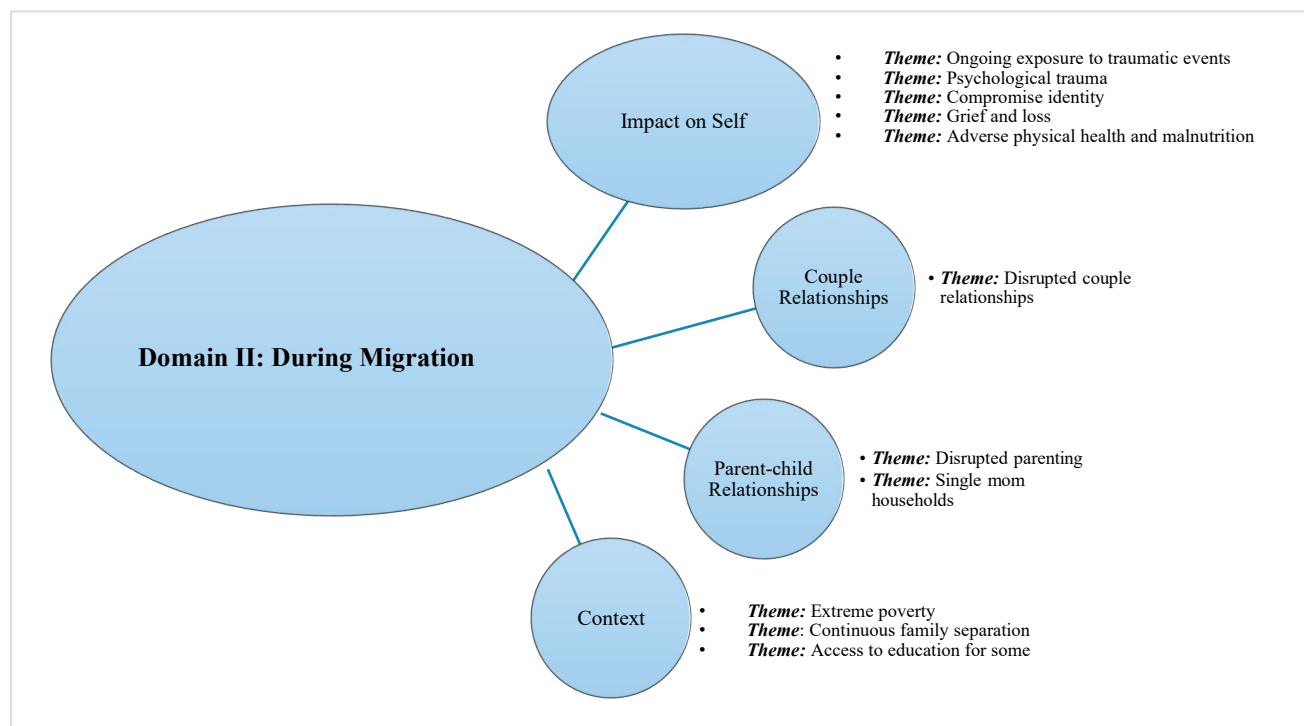 Impact on Self
• Theme: Ongoing exposure to traumatic events
• Theme: Psychological trauma
• Theme: Compromise identity
• Theme: Grief and loss
• Theme: Adverse physical health and malnutrition
Couple
Relationships
• Theme: Disrupted couple
relationships
Domain II: During Migration
Parent-child
Relationships
• Theme: Disrupted parenting
• Theme: Single mom
households
Context
• Theme: Extreme poverty
• Theme: Continuous family separation
• Theme: Access to education for some